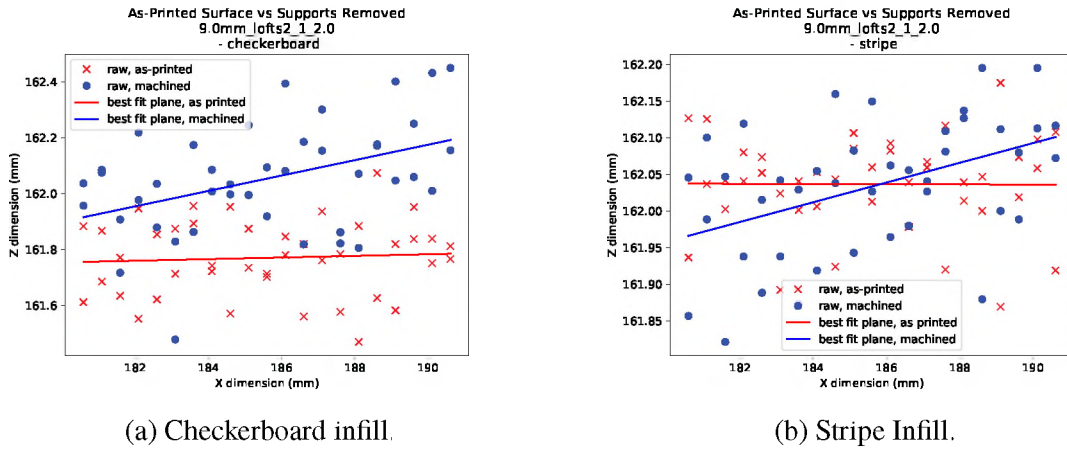 As-Printed Surface vs Supports Removed
9.0mm_lofts2_1_2.0
- checkerboard
raw, as-printed
raw, machined
best fit plane, as printed
best fit plane, machined
Z dimension (mm)
162.4
162.2
162.0
161.8
161.6
182
184
186
188
190
X dimension (mm)
(a) Checkerboard infill.
As-Printed Surface vs Supports Removed
9.0mm_lofts2_1_2.0
- stripe
Z dimension (mm)
162.20
162.15
162.10
162.05
162.00
161.95
161.90
161.85
raw, as-printed
raw, machined
best fit plane, as printed
best fit plane, machined
182
184
186
188
190
X dimension (mm)
(b) Stripe Infill.